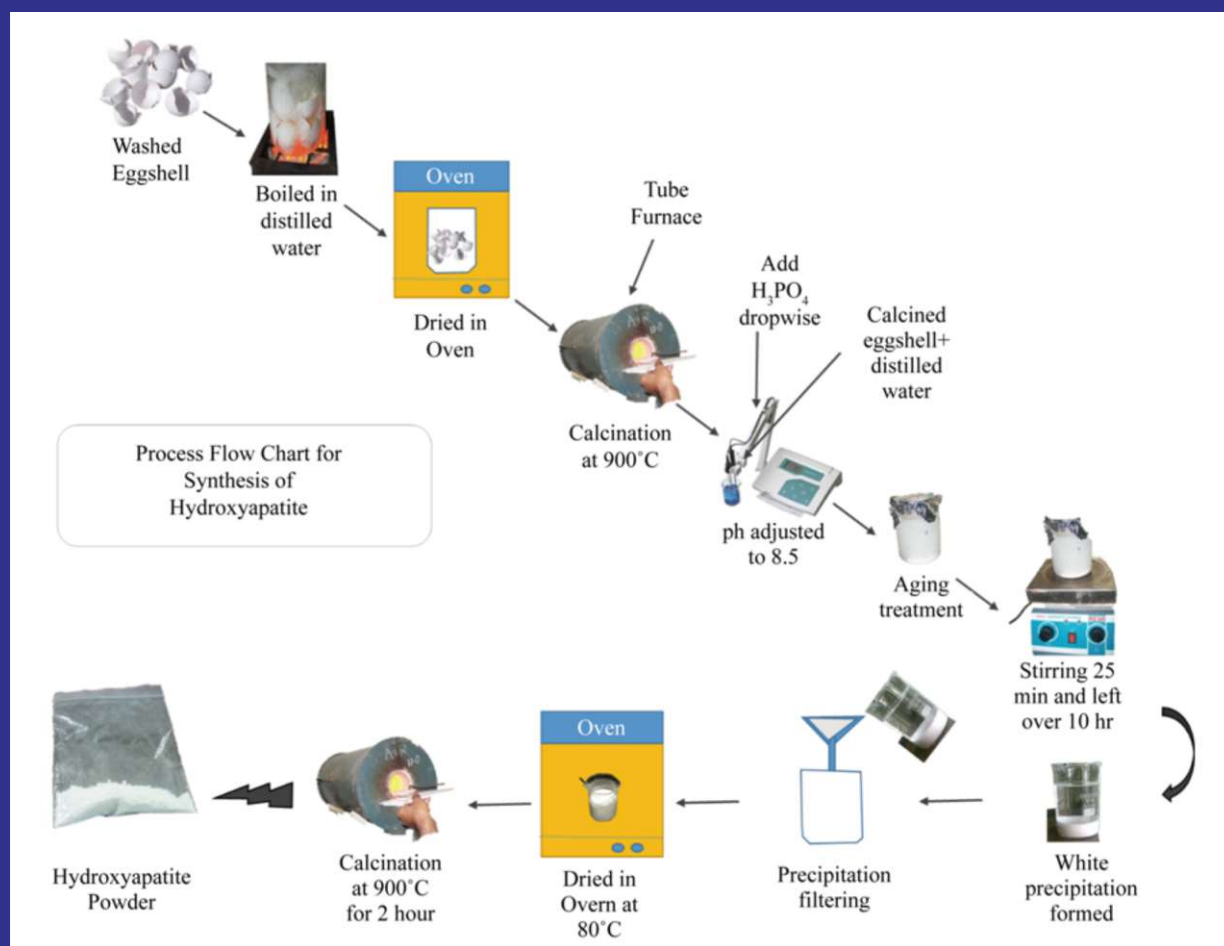 Washed
Eggshell
Boiled in
distilled
water
Oven
Dried in
Oven
Tube
Furnace
Calcination
at 900˚C
Add
H₃PO₄
dropwise
Calcined
eggshell+
distilled
water
ph adjusted
to 8.5
Process Flow Chart for
Synthesis of
Hydroxyapatite
Aging
treatment
Stirring 25
min and left
over 10 hr
White
precipitation
formed
Precipitation
filtering
Oven
Dried in
Overn at
80˚C
Calcination
at 900˚C
for 2 hour
Hydroxyapatite
Powder